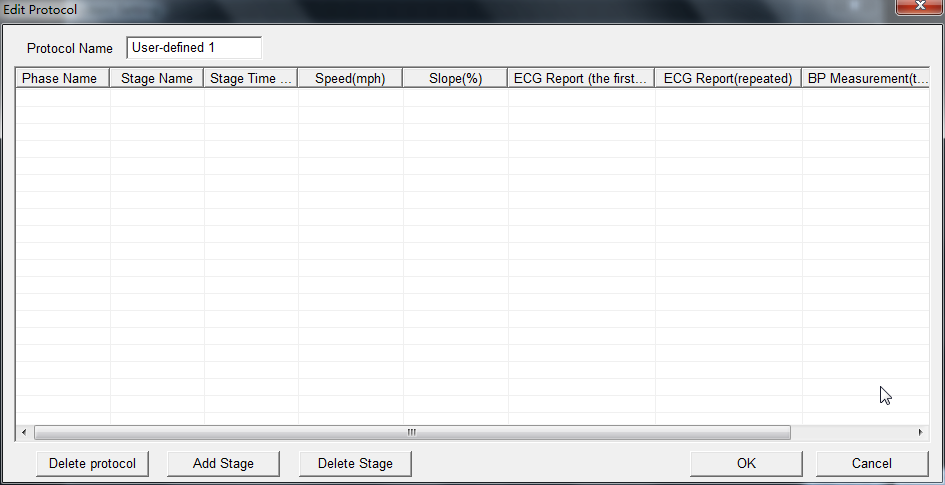 Edit Protocol
Protocol Name User-defined 1
Phase Name Stage Name Stage Time ... Speed(mph) Slope(%) ECG Report (the first... ECG Report(repeated) BP Measurement(t...
Delete protocol Add Stage Delete Stage OK Cancel